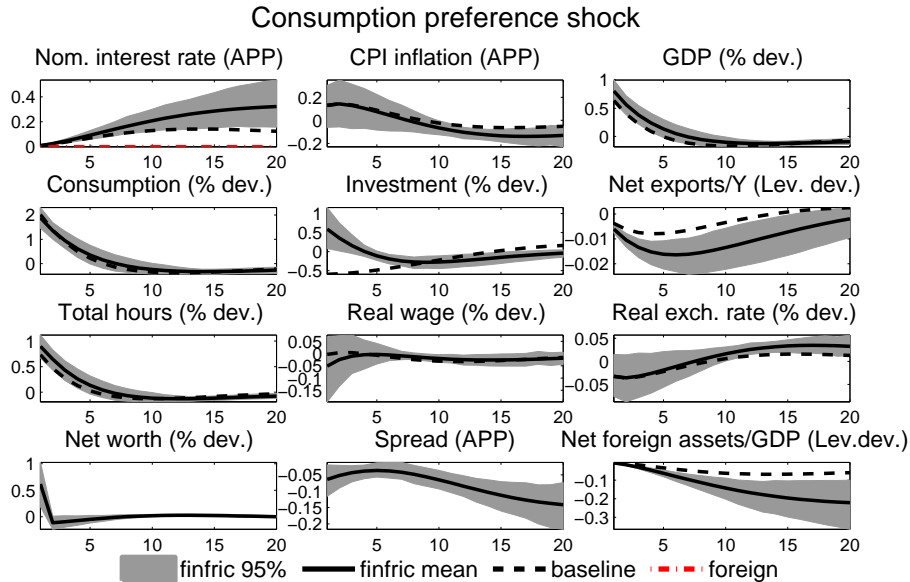 Consumption preference shock
Nom. interest rate (APP) CPI inflation (APP) GDP (% dev.)
0.4 0.2 0
0.2 0 −0.2
1 0.5 0
5 10 15 20 5 10 15 20 5 10 15 20
Consumption (% dev.) Investment (% dev.) Net exports/Y (Lev. dev.)
2 1 0
1 0.5 0 −0.5
0 −0.01 −0.02
5 10 15 20 5 10 15 20 5 10 15 20
Total hours (% dev.) Real wage (% dev.) Real exch. rate (% dev.)
1 0.5 0
0.05 0 −0.05 −0.1 −0.15
0.05 0 −0.05
5 10 15 20 5 10 15 20 5 10 15 20
Net worth (% dev.) Spread (APP) Net foreign assets/GDP (Lev.dev.)
1 0.5 0
−0.05 −0.1 −0.15 −0.2
−0.1 −0.2 −0.3
5 10 15 20 5 10 15 20 5 10 15 20
finfric 95% finfric mean baseline foreign